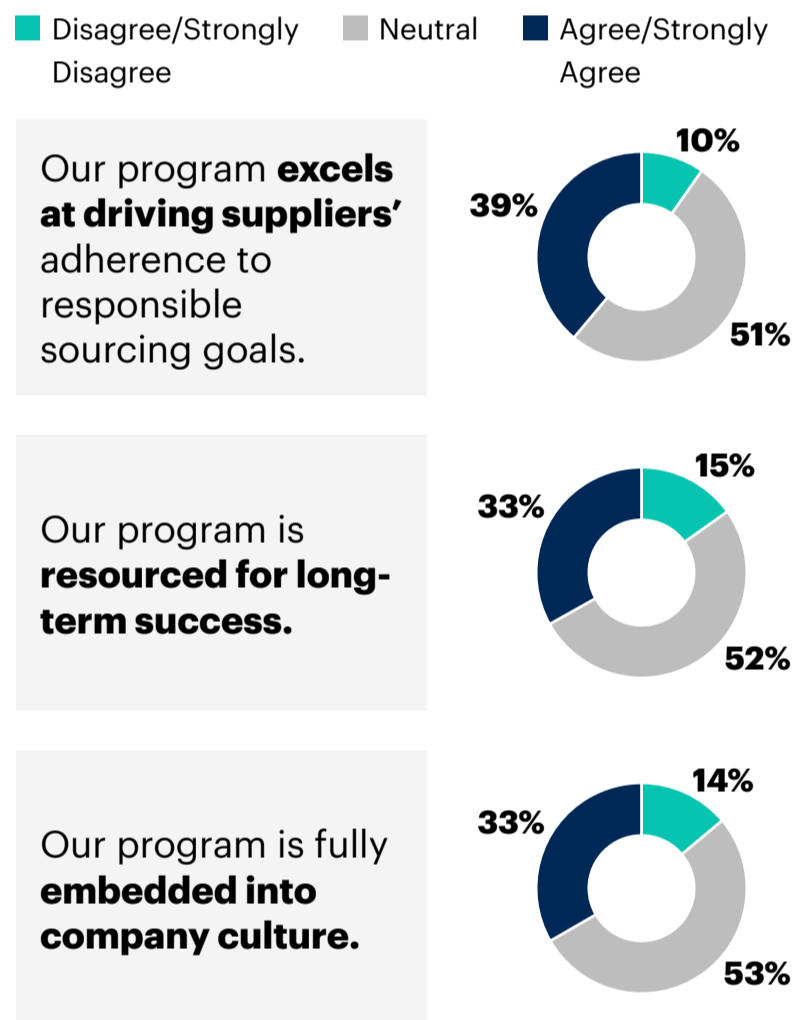 Disagree/Strongly Disagree
Neutral
Agree/Strongly Agree
Our program excels
at driving suppliers’
adherence to
responsible
sourcing goals.
10%
39%
51%
Our program is
resourced for long-
term success.
15%
33%
52%
Our program is fully
embedded into
company culture.
14%
33%
53%